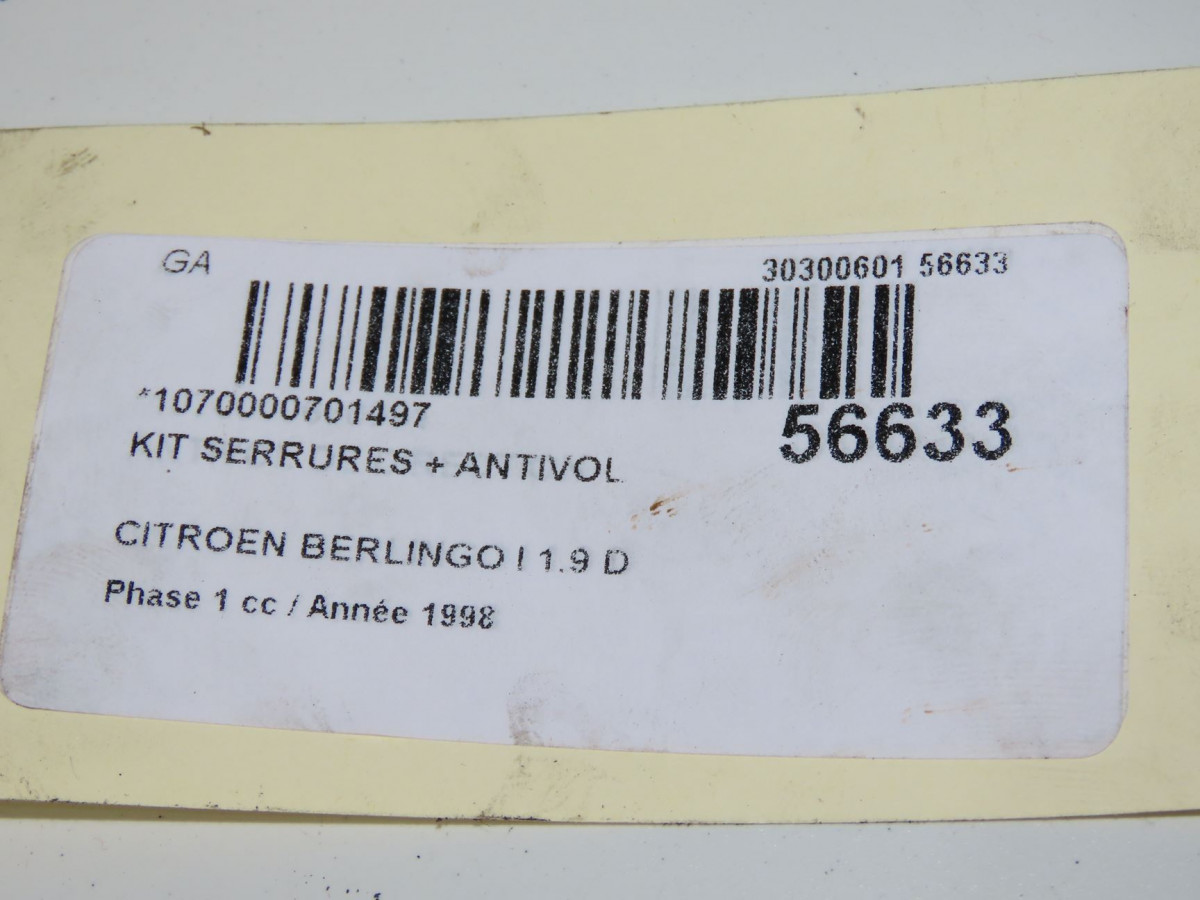 GA 30300601 56633
*1070000701497 56633
KIT SERRURES + ANTIVOL
CITROEN BERLINGO I 1.9 D
Phase 1 cc / Année 1998